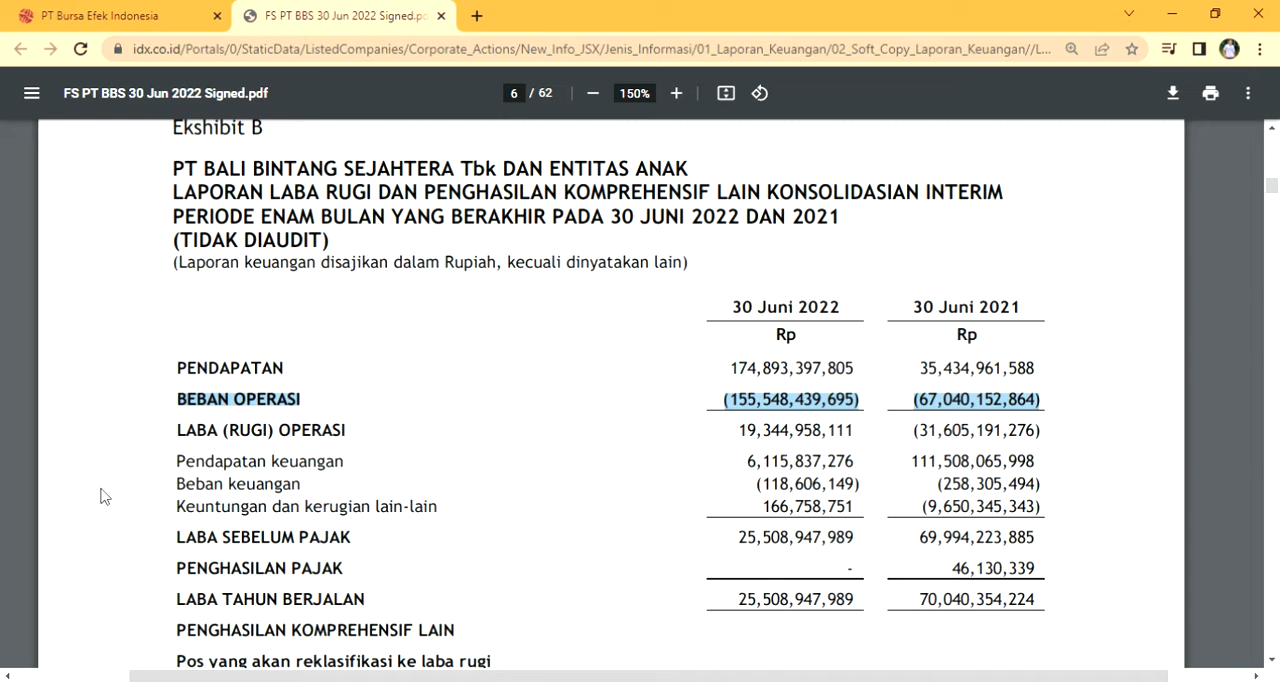 PT Bursa Efek Indonesia
FS PT BBS 30 Jun 2022 Signed.pd
idx.co.id/Portals/0/StaticData/ListedCompanies/Corporate_Actions/New_Info_JSX/Jenis_Informasi/01_Laporan_Keuangan/02_Soft_Copy_Laporan_Keuangan//L...
FS PT BBS 30 Jun 2022 Signed.pdf 6 / 62 150%
Ekshibit B
PT BALI BINTANG SEJAHTERA Tbk DAN ENTITAS ANAK
LAPORAN LABA RUGI DAN PENGHASILAN KOMPREHENSIF LAIN KONSOLIDASIAN INTERIM
PERIODE ENAM BULAN YANG BERAKHIR PADA 30 JUNI 2022 DAN 2021
(TIDAK DIAUDIT)
(Laporan keuangan disajikan dalam Rupiah, kecuali dinyatakan lain)
30 Juni 2022 30 Juni 2021
Rp Rp
PENDAPATAN 174,893,397,805 35,434,961,588
BEBAN OPERASI (155,548,439,695) (67,040,152,864)
LABA (RUGI) OPERASI 19,344,958,111 (31,605,191,276)
Pendapatan keuangan 6,115,837,276 111,508,065,998
Beban keuangan (118,606,149) (258,305,494)
Keuntungan dan kerugian lain-lain 166,758,751 (9,650,345,343)
LABA SEBELUM PAJAK 25,508,947,989 69,994,223,885
PENGHASILAN PAJAK - 46,130,339
LABA TAHUN BERJALAN 25,508,947,989 70,040,354,224
PENGHASILAN KOMPREHENSIF LAIN
Pos yang akan reklasifikasi ke laba rugi